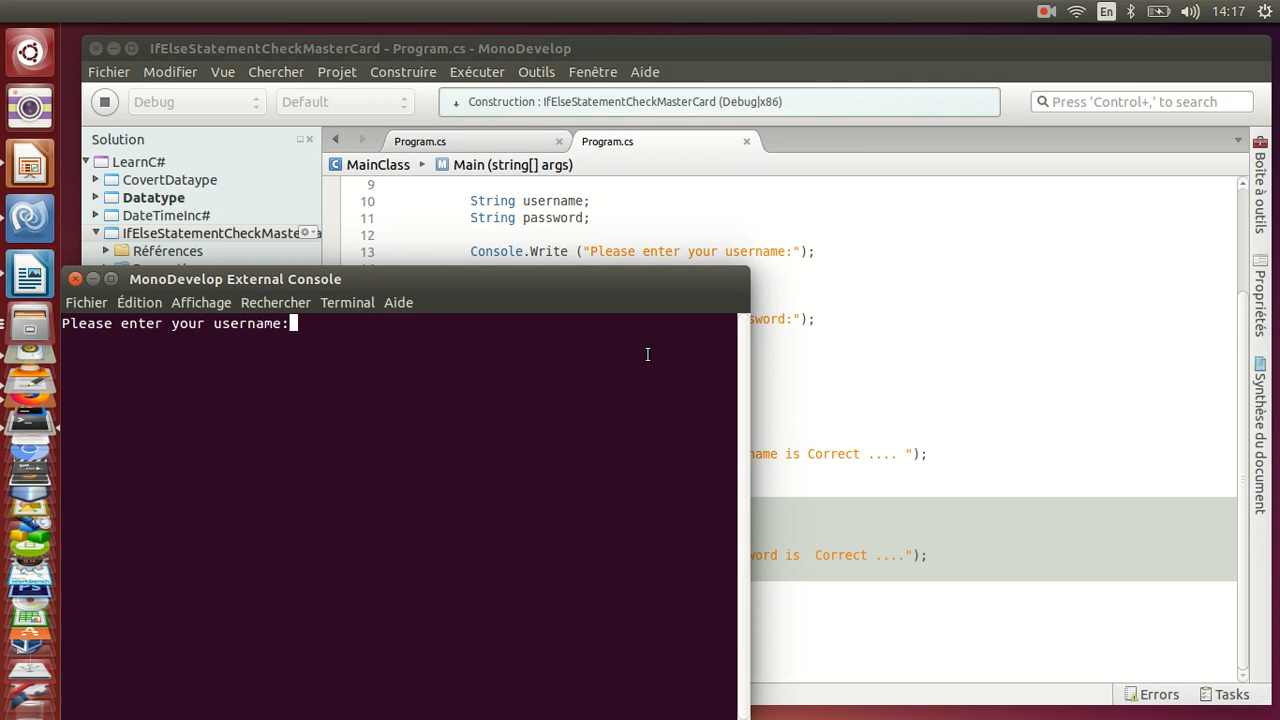 En
14:17
IfElseStatementCheckMasterCard - Program.cs - MonoDevelop
Fichier Modifier Vue Chercher Projet Construire Exécuter Outils Fenêtre Aide
Debug Default Construction : IfElseStatementCheckMasterCard (Debug|x86) Press 'Control+,' to search
Solution
Program.cs Program.cs
LearnC#
CovertDataype
Datatype
DateTimeInc#
IfElseStatementCheckMaste
Références
MainClass Main (string[] args)
9
10 String username;
11 String password;
12
13 Console.Write ("Please enter your username:");
sword:");
name is Correct .... ");
word is  Correct ....");
MonoDevelop External Console
Fichier Édition Affichage Rechercher Terminal Aide
Please enter your username:
Boîte à outils
Propriétés
Synthèse du document
Errors Tasks